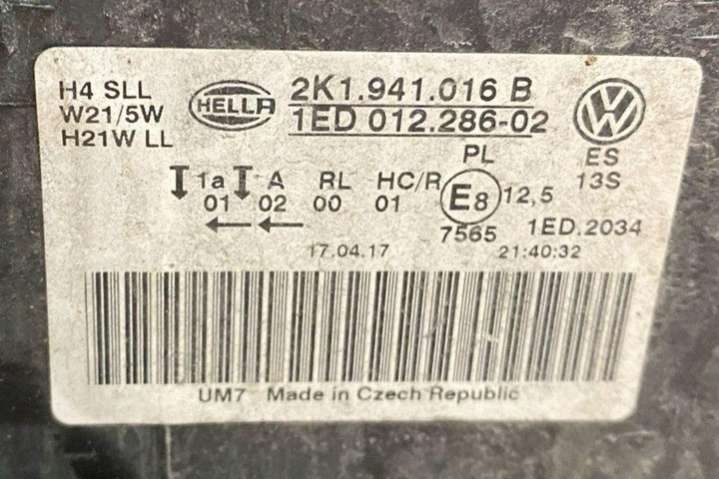 H4 SLL
W21/5W
H21W LL
HELLA
2K1.941.016 B
1ED 012.286-02
PL
ES
13S
1a A RL HC/R
01 02 00 01
E8
12,5
7565
1ED.2034
17.04.17
21:40:32
UM7 Made in Czech Republic